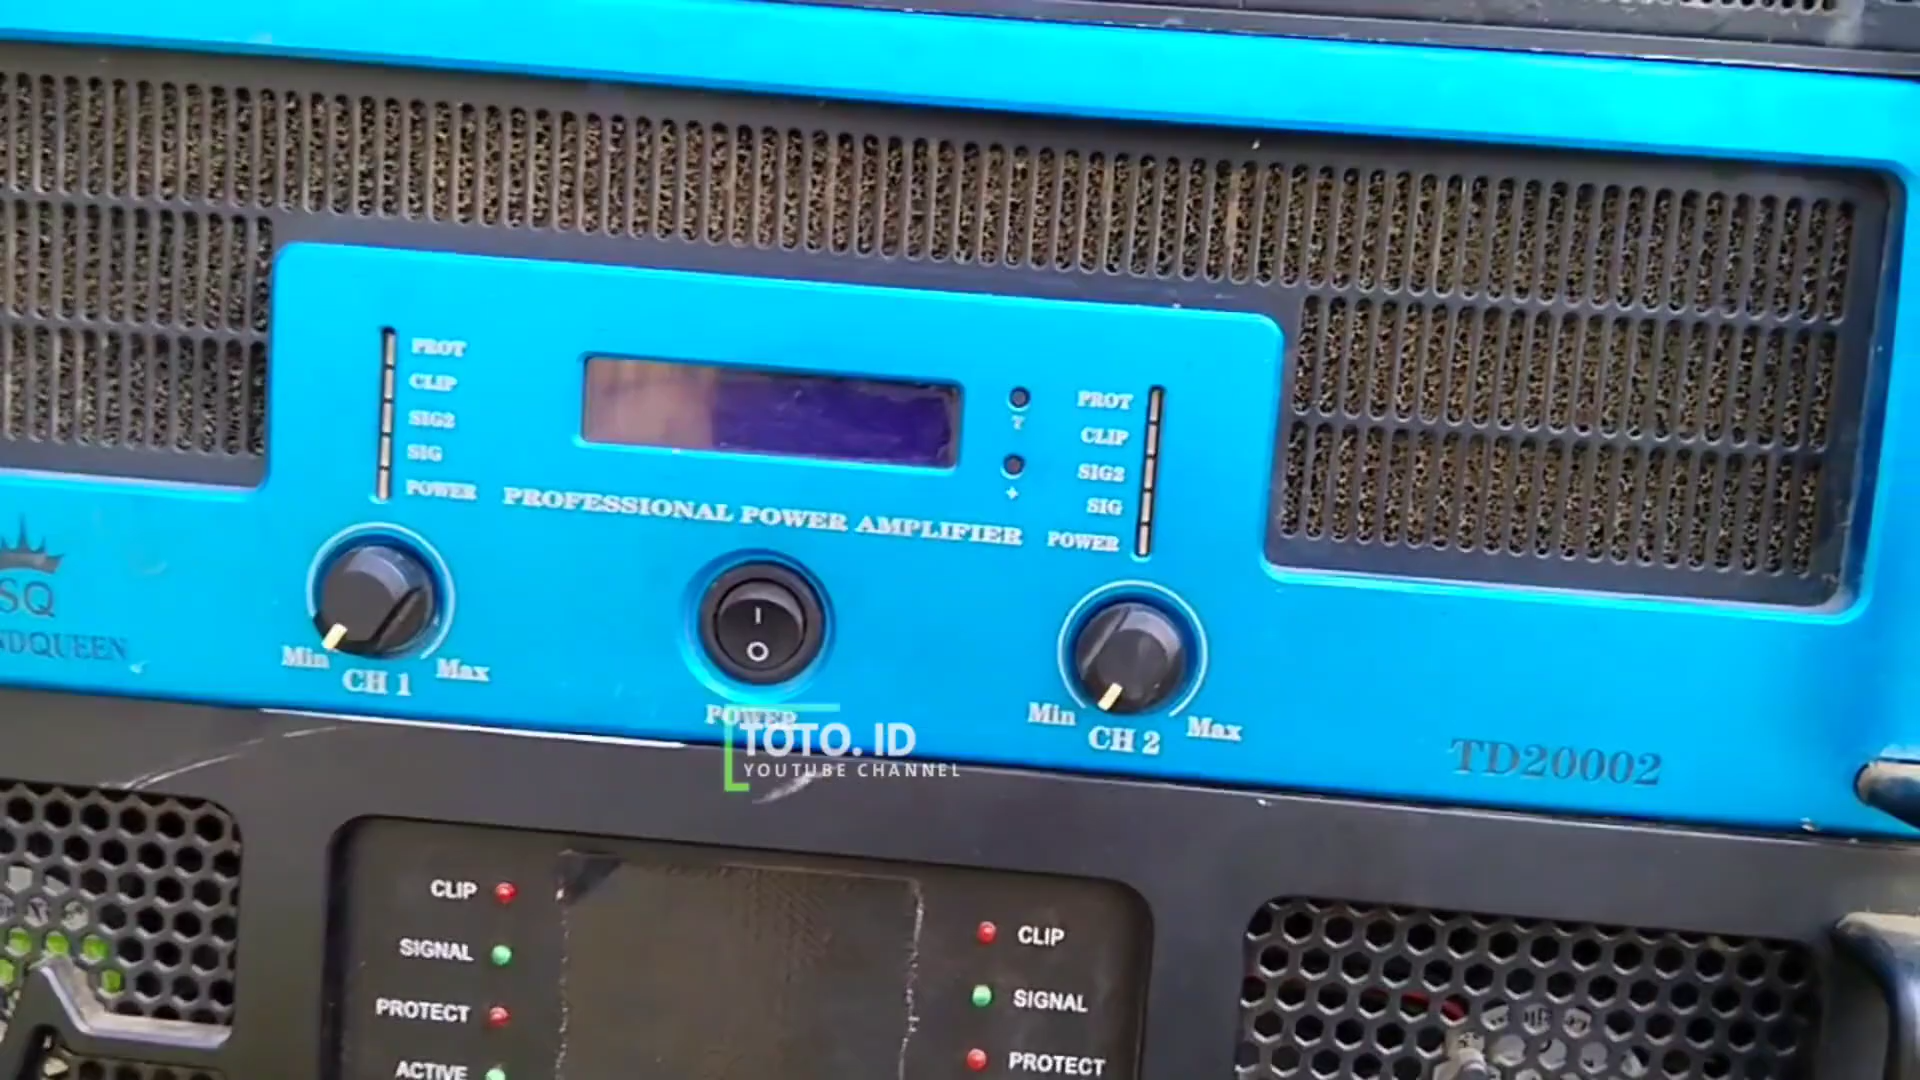 PROT
CLIP
SIG2
SIG
POWER
PROT
CLIP
SIG2
SIG
POWER
PROFESSIONAL POWER AMPLIFIER
SQ
NDQUEEN
Min
Max
CH 1
POWER
Min
Max
CH 2
TD20002
TOTO. ID
YOUTUBE CHANNEL
CLIP
SIGNAL
PROTECT
ACTIVE
CLIP
SIGNAL
PROTECT